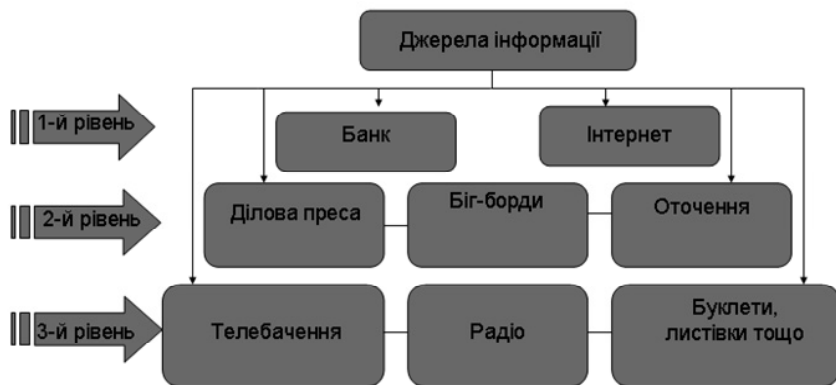 Джерела інформації
1-й рівень
Банк
Інтернет
2-й рівень
Ділова преса
Біг-борди
Оточення
3-й рівень
Телебачення
Радіо
Буклети,
листівки тощо